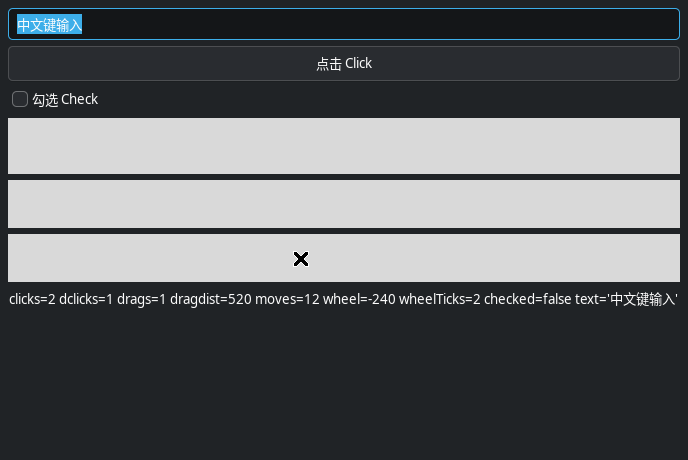 中文键输入
点击 Click
勾选 Check
clicks=2 dclicks=1 drags=1 dragdist=520 moves=12 wheel=-240 wheelTicks=2 checked=false text='中文键输入'